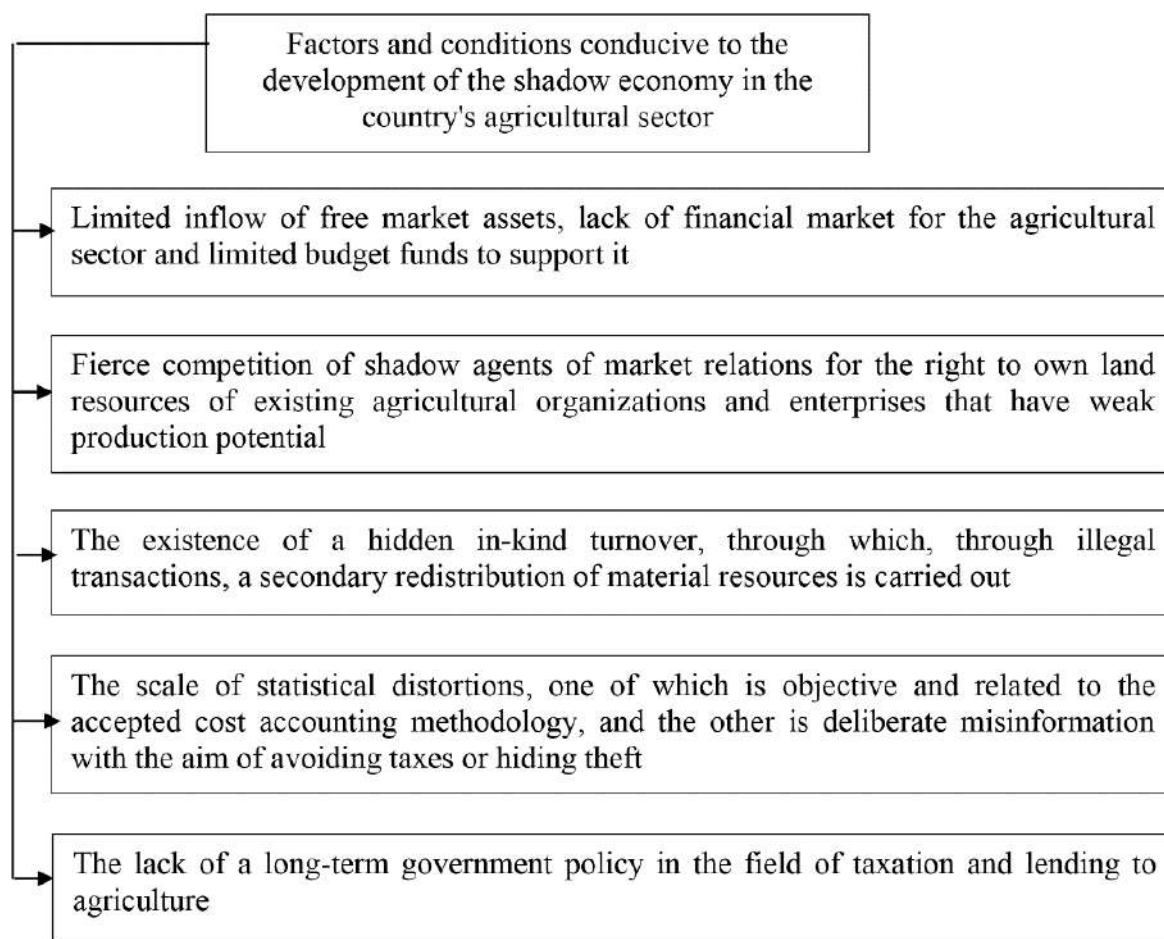 Factors and conditions conducive to the
development of the shadow economy in the
country's agricultural sector
Limited inflow of free market assets, lack of financial market for the agricultural
sector and limited budget funds to support it
Fierce competition of shadow agents of market relations for the right to own land
resources of existing agricultural organizations and enterprises that have weak
production potential
The existence of a hidden in-kind turnover, through which, through illegal
transactions, a secondary redistribution of material resources is carried out
The scale of statistical distortions, one of which is objective and related to the
accepted cost accounting methodology, and the other is deliberate misinformation
with the aim of avoiding taxes or hiding theft
The lack of a long-term government policy in the field of taxation and lending to
agriculture